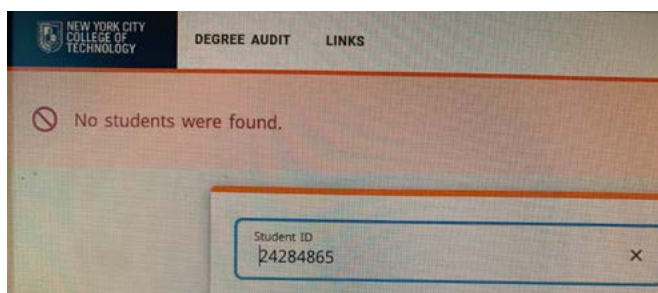 NEW YORK CITY
COLLEGE OF
TECHNOLOGY
DEGREE AUDIT LINKS
No students were found.
Student ID
24284865